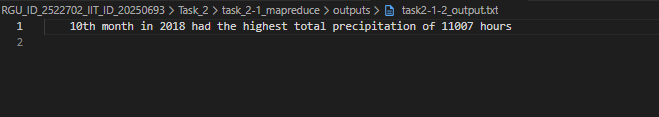 RGU_ID_2522702_IIT_ID_20250693 > Task_2 > task_2-1_mapreduce > outputs > task2-1-2_output.txt
1 10th month in 2018 had the highest total precipitation of 11007 hours
2